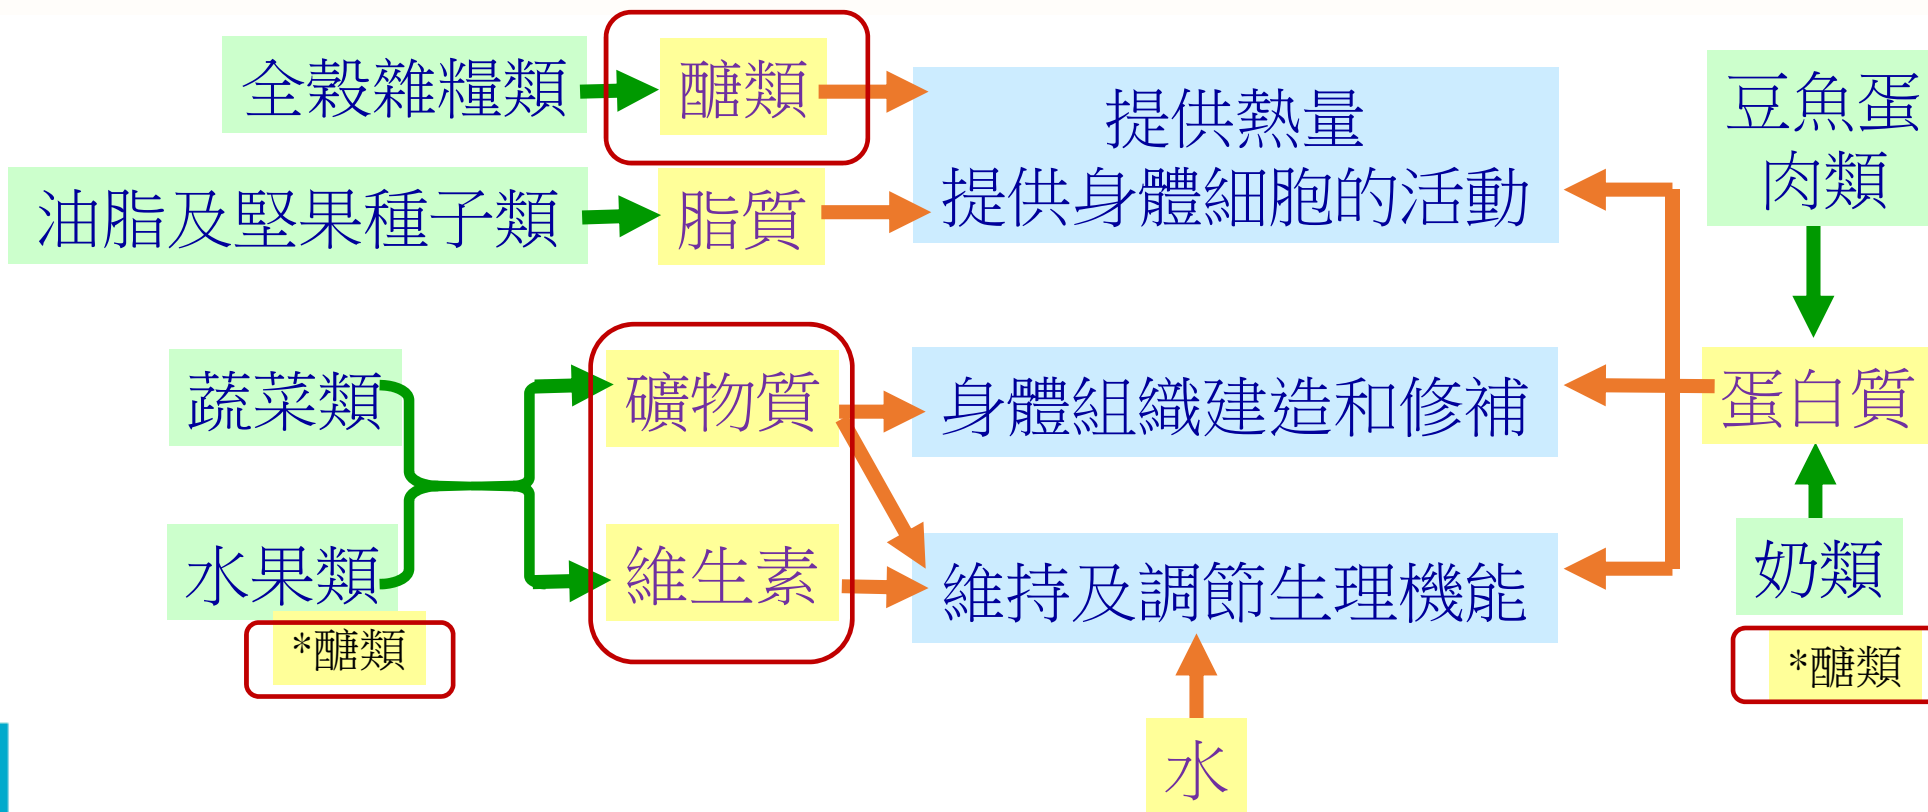 全穀雜糧類
醣類
提供熱量
提供身體細胞的活動
豆魚蛋
肉類
油脂及堅果種子類
脂質
蔬菜類
礦物質
身體組織建造和修補
蛋白質
水果類
*醣類
維生素
維持及調節生理機能
奶類
*醣類
水